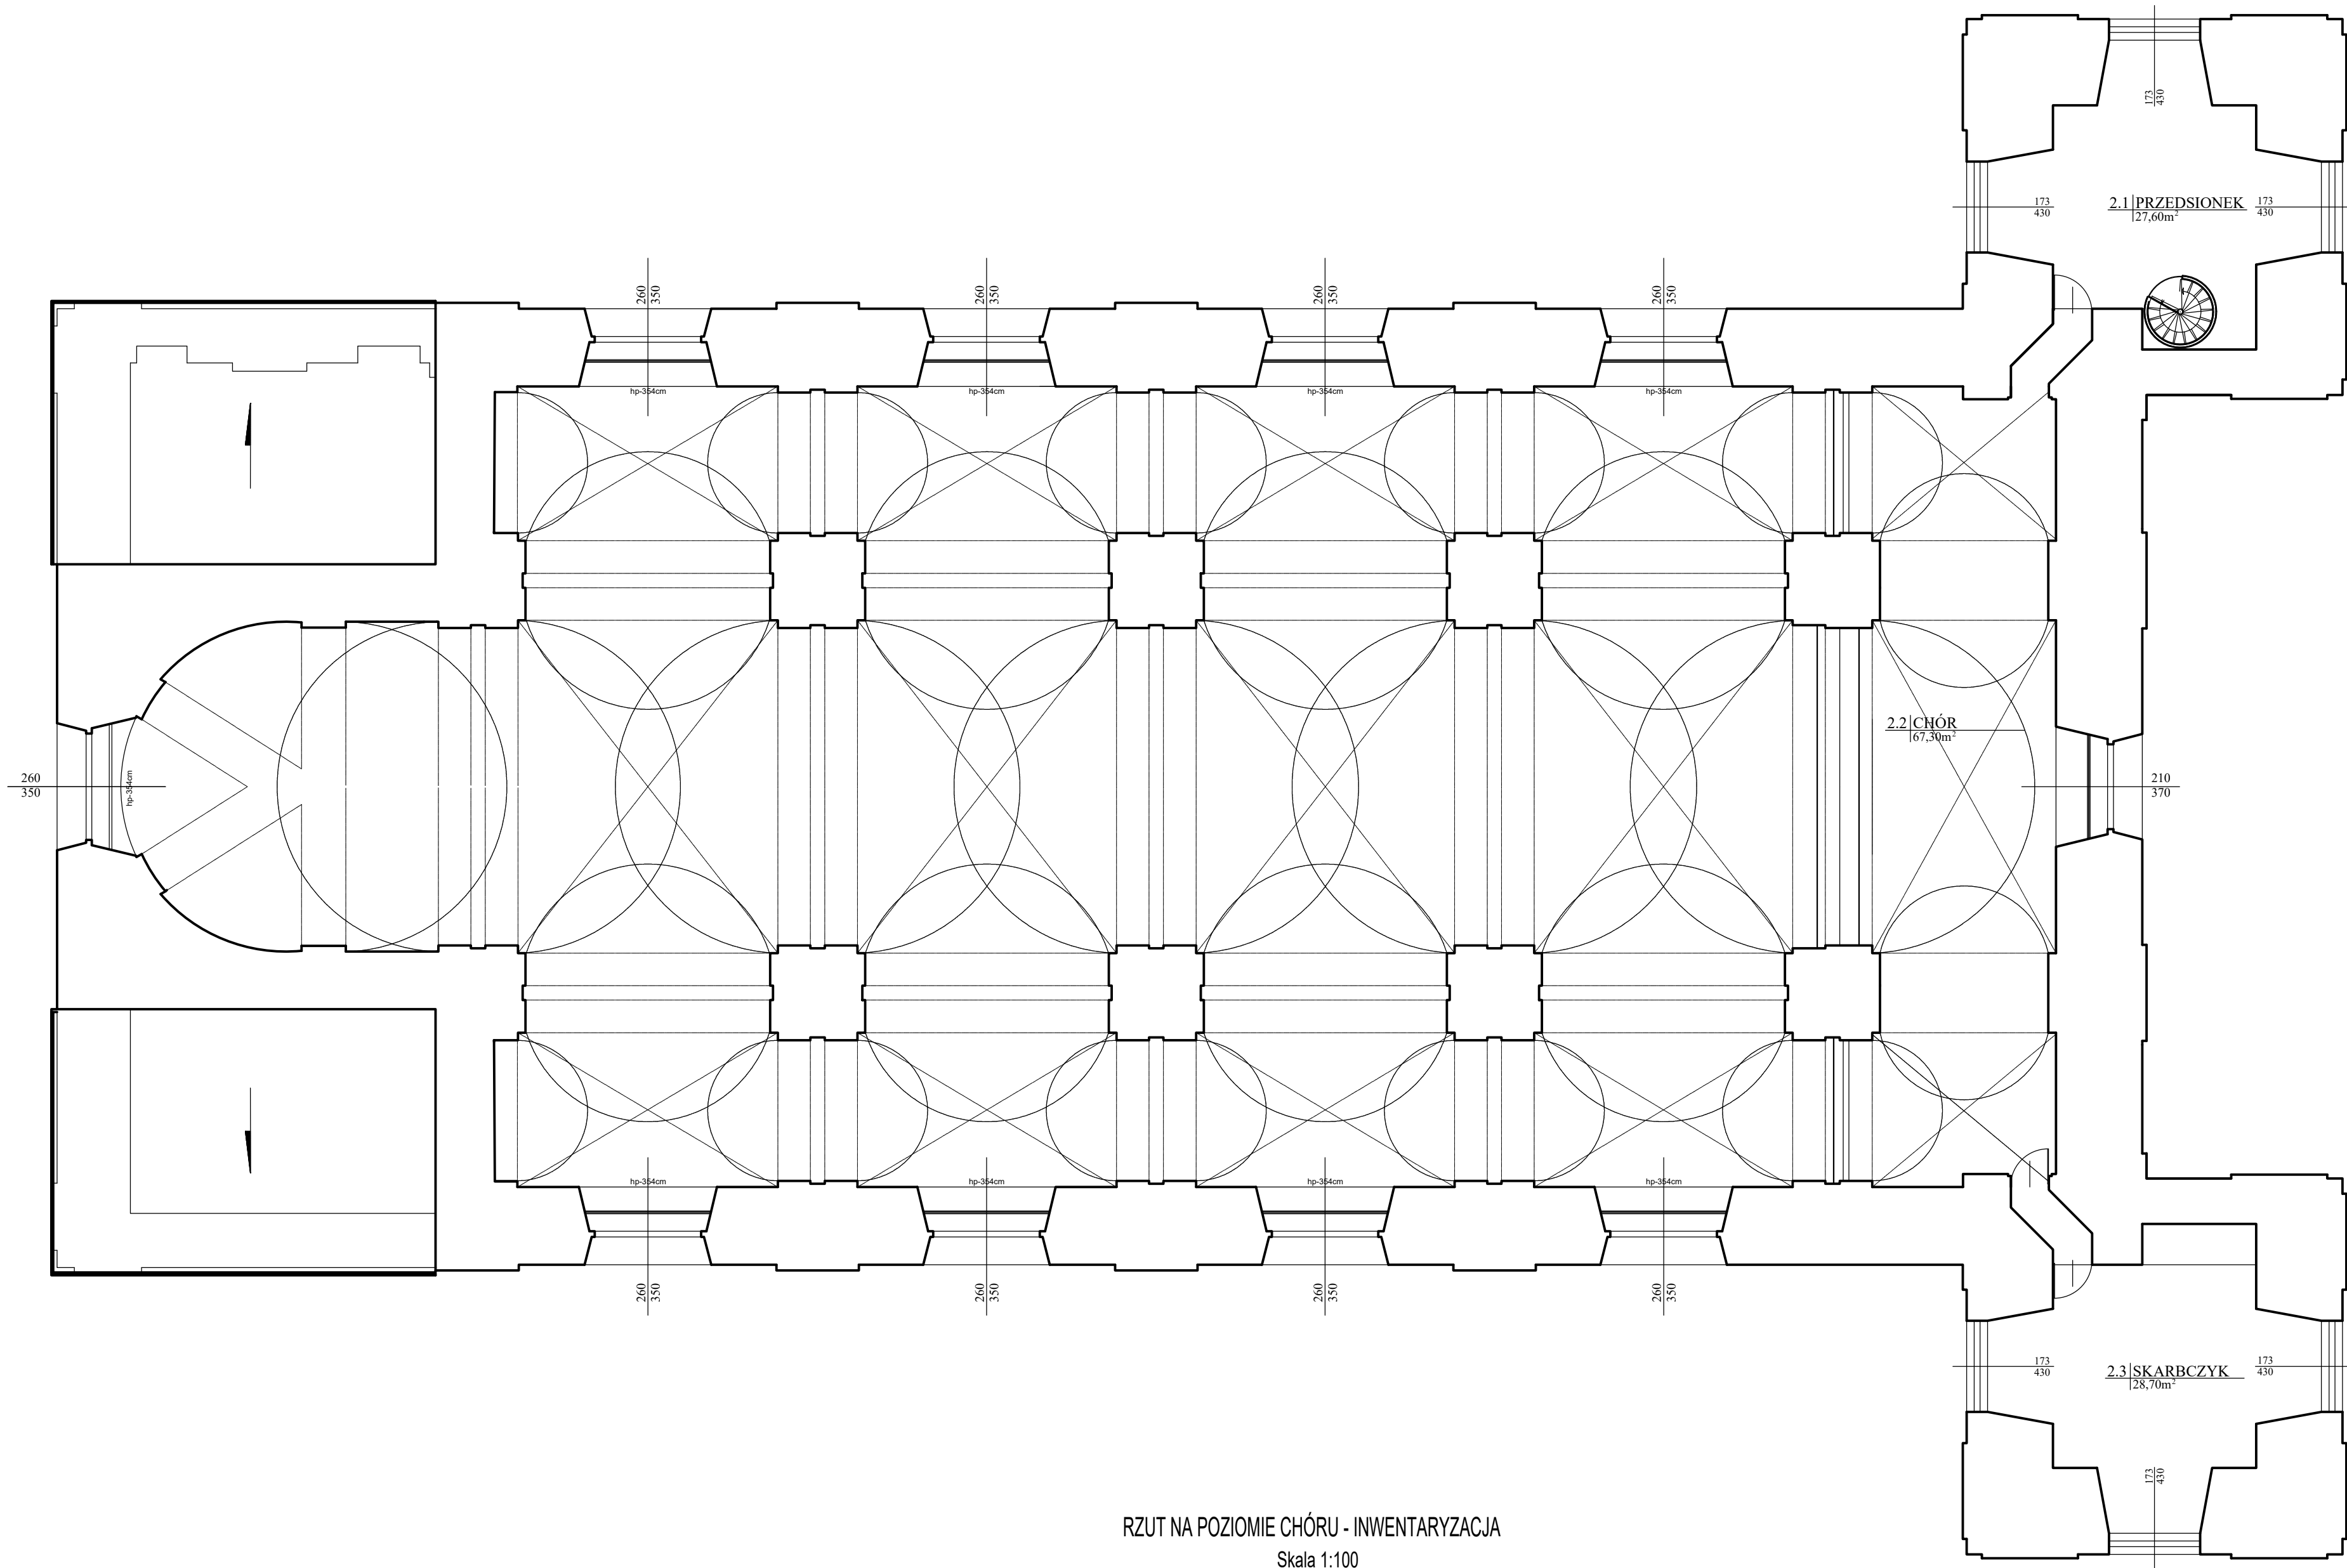 173
430
173
430
2.1 PRZEDSIONEK
27,60m²
173
430
260
350
260
350
260
350
260
350
hp-354cm
hp-354cm
hp-354cm
hp-354cm
2.2 CHÓR
67,30m²
260
350
hp-354cm
210
370
hp-354cm
hp-354cm
hp-354cm
hp-354cm
260
350
260
350
260
350
260
350
173
430
2.3 SKARBCZYK
28,70m²
173
430
173
430
RZUT NA POZIOMIE CHÓRU - INWENTARYZACJA
Skala 1:100